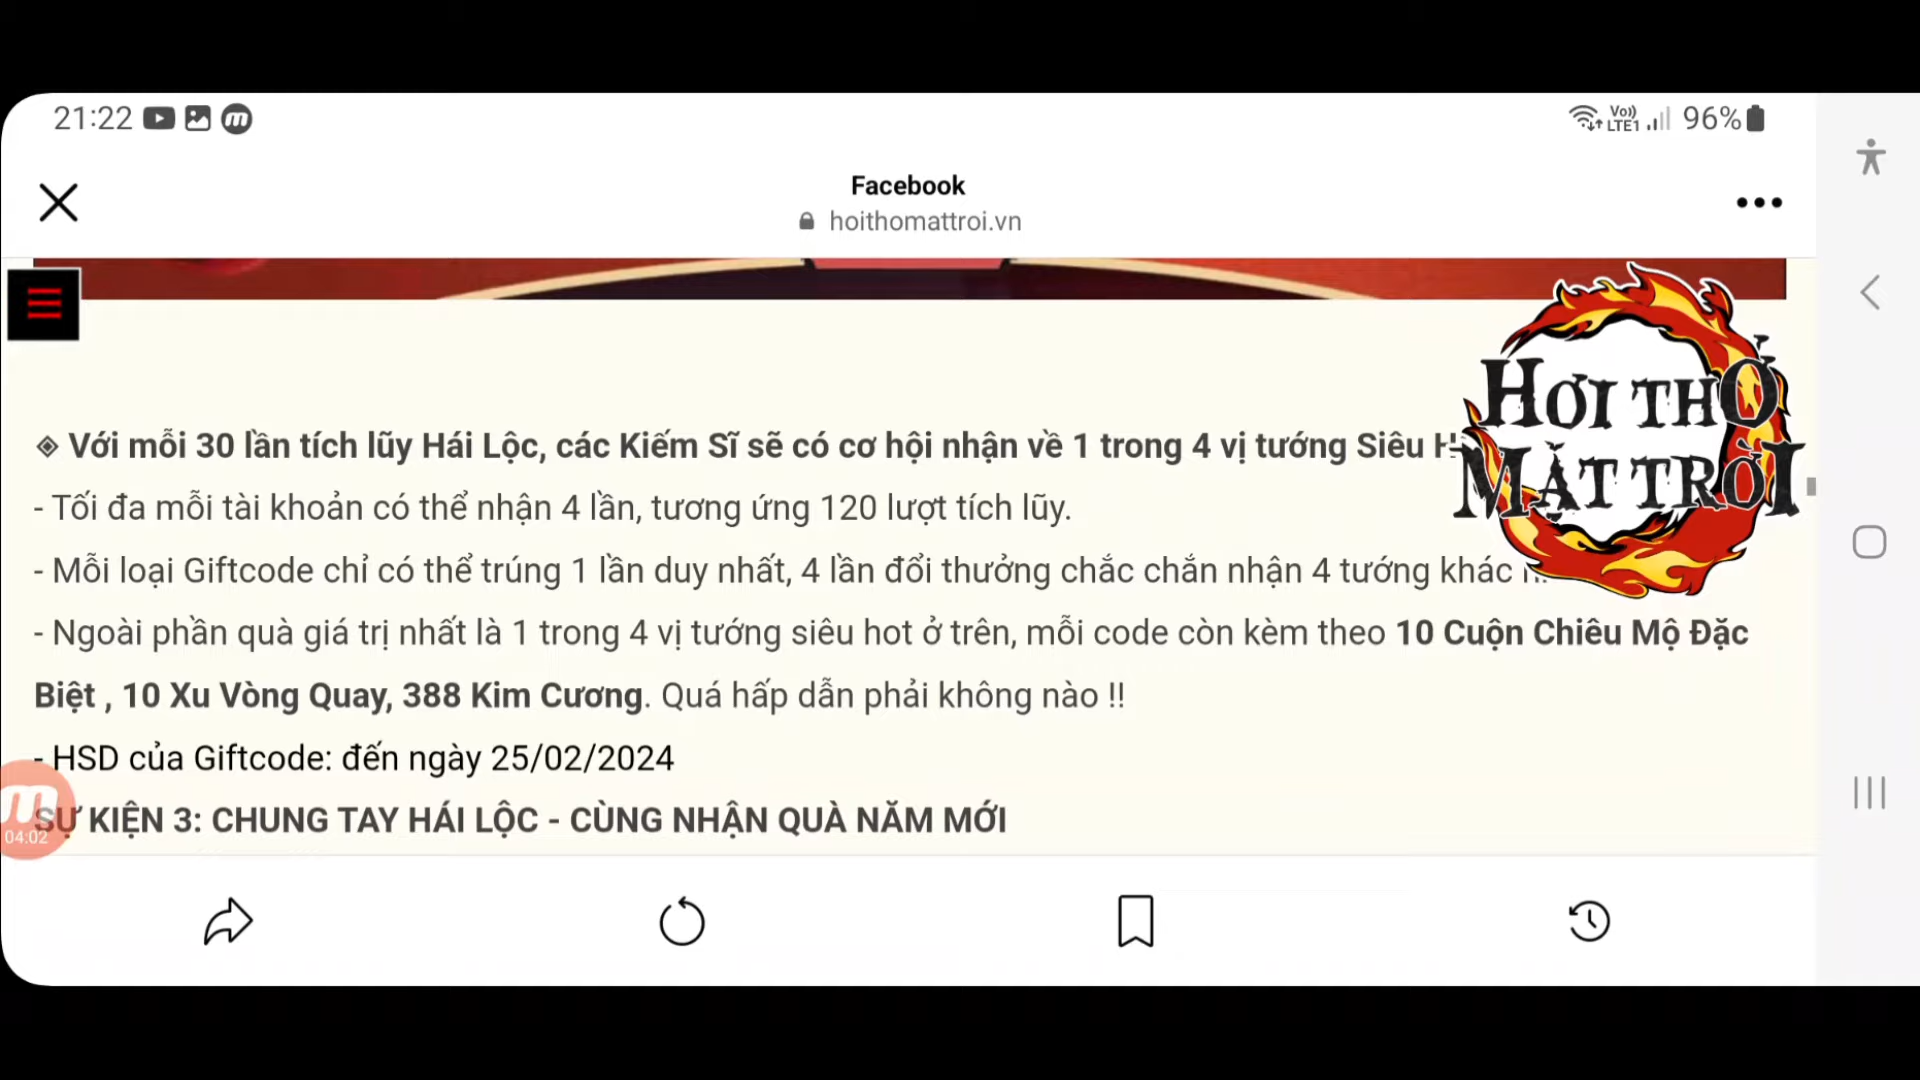 21:22
Vo))
LTE1
96%
Facebook
hoithomattroi.vn
HƠI THỞ
MẶT TRỜI
◈ Với mỗi 30 lần tích lũy Hái Lộc, các Kiếm Sĩ sẽ có cơ hội nhận về 1 trong 4 vị tướng Siêu
- Tối đa mỗi tài khoản có thể nhận 4 lần, tương ứng 120 lượt tích lũy.
- Mỗi loại Giftcode chỉ có thể trúng 1 lần duy nhất, 4 lần đổi thưởng chắc chắn nhận 4 tướng khác
- Ngoài phần quà giá trị nhất là 1 trong 4 vị tướng siêu hot ở trên, mỗi code còn kèm theo 10 Cuộn Chiêu Mộ Đặc
Biệt , 10 Xu Vòng Quay, 388 Kim Cương. Quá hấp dẫn phải không nào !!
- HSD của Giftcode: đến ngày 25/02/2024
SỰ KIỆN 3: CHUNG TAY HÁI LỘC - CÙNG NHẬN QUÀ NĂM MỚI
04:02